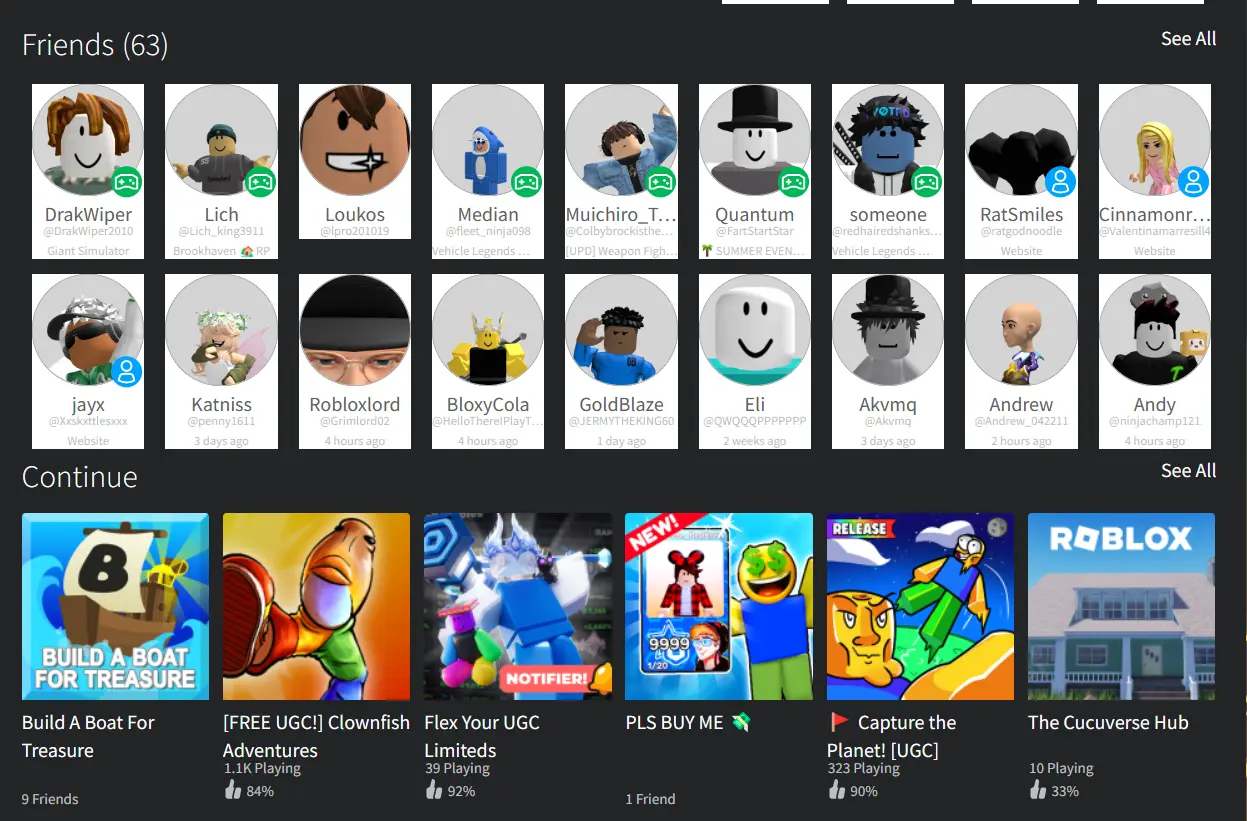 Friends (63)
See All
DrakWiper
@DrakWiper2010
Giant Simulator
Lich
@Lich_king3911
Brookhaven 🏡 RP
Loukos
@lpro201019
Median
@fleet_ninja098
Vehicle Legends ...
Muichiro_T...
@Colbybrockisthe...
[UPD] Weapon Figh...
Quantum
@FartStartStar
🌴 SUMMER EVEN...
someone
@redhairedshanks...
Vehicle Legends ...
RatSmiles
@ratgodnoodle
Website
Cinnamonr...
@Valentinamarresill4
Website
jayx
@Xxskxttlesxxx
Website
Katniss
@penny1611
3 days ago
Robloxlord
@Grimlord02
4 hours ago
BloxyCola
@HelloThereIPlayT...
4 hours ago
GoldBlaze
@JERMYTHEKING60
1 day ago
Eli
@QWQQQPPPPPPP
2 weeks ago
Akvmq
@Akvmq
3 days ago
Andrew
@Andrew_042211
2 hours ago
Andy
@ninjachamp121
4 hours ago
Continue
See All
B
BUILD A BOAT
FOR TREASURE
Build A Boat For
Treasure
9 Friends
[FREE UGC!] Clownfish
Adventures
1.1K Playing
84%
NOTIFIER!
Flex Your UGC
Limiteds
39 Playing
92%
NEW!
9999
1/20
PLS BUY ME 💸
1 Friend
RELEASE
🚩 Capture the
Planet! [UGC]
323 Playing
90%
ROBLOX
The Cucuverse Hub
10 Playing
33%